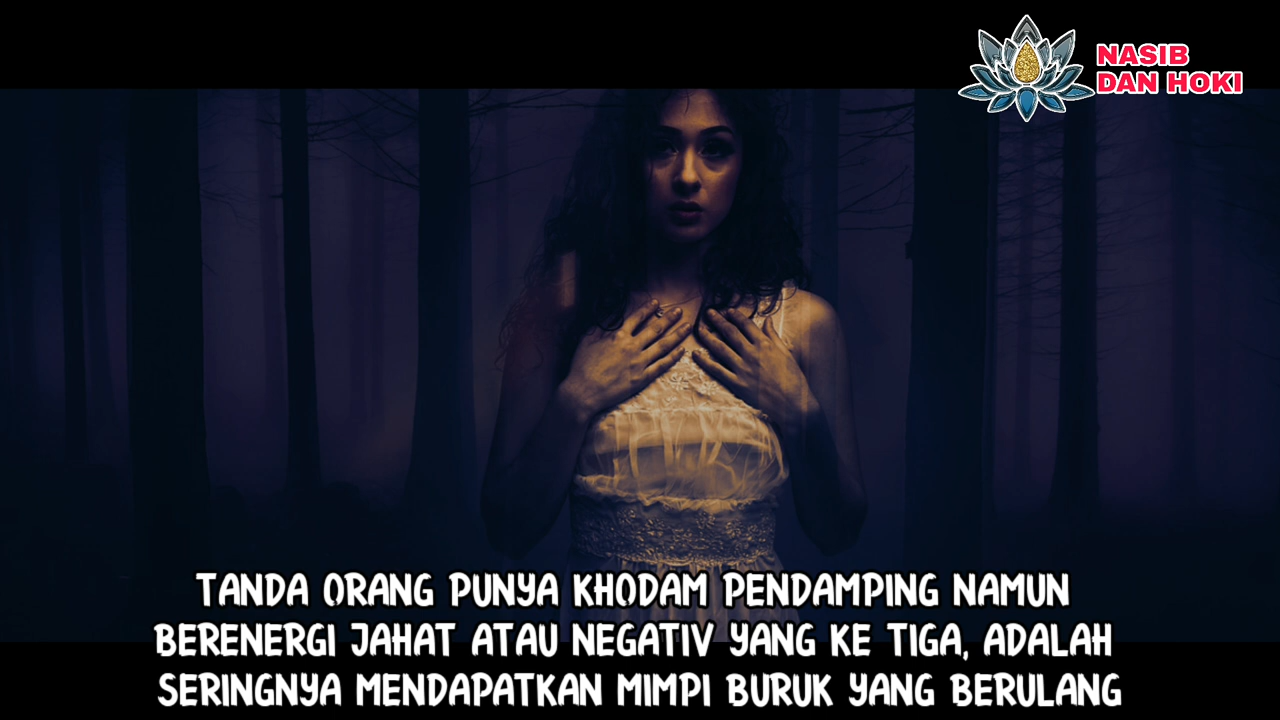 NASIB
DAN HOKI
TANDA ORANG PUNYA KHODAM PENDAMPING NAMUN
BERENERGI JAHAT ATAU NEGATIV YANG KE TIGA, ADALAH
SERINGNYA MENDAPATKAN MIMPI BURUK YANG BERULANG